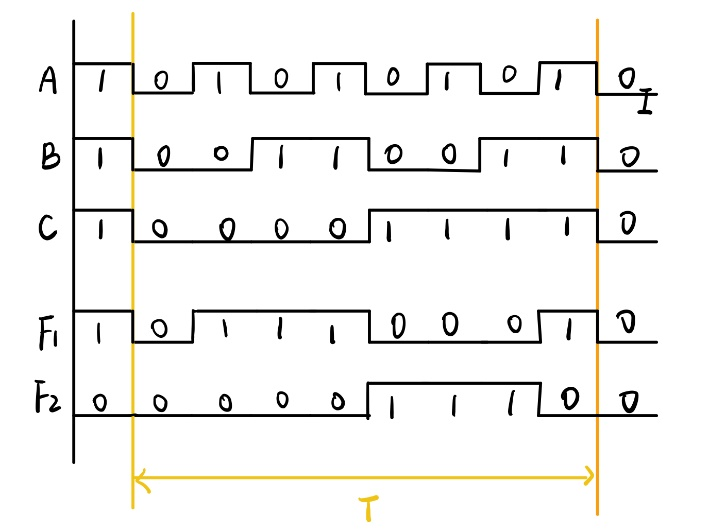 A 1 0 1 0 1 0 1 0 1 0
I
B 1 0 0 1 1 0 0 1 1 0
C 1 0 0 0 0 1 1 1 1 0
F1 1 0 1 1 1 0 0 0 1 0
F2 0 0 0 0 0 1 1 1 0 0
T